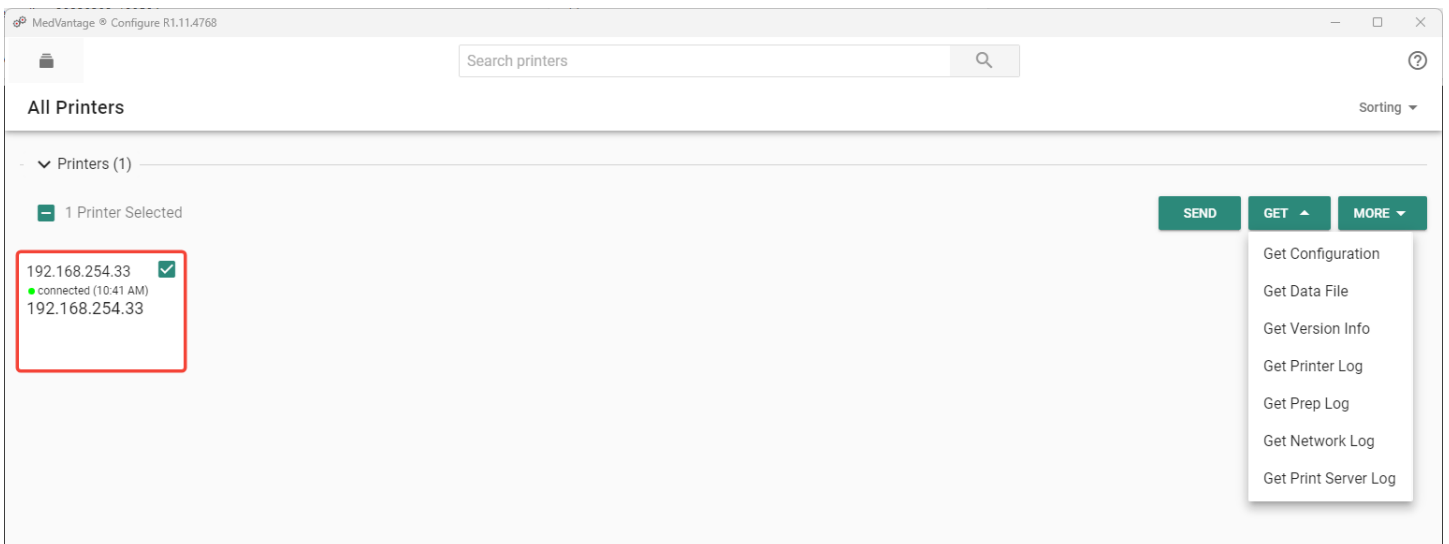 MedVantage ® Configure R1.11.4768
Search printers
All Printers
Sorting
Printers (1)
1 Printer Selected
SEND
GET
MORE
192.168.254.33
connected (10:41 AM)
192.168.254.33
Get Configuration
Get Data File
Get Version Info
Get Printer Log
Get Prep Log
Get Network Log
Get Print Server Log